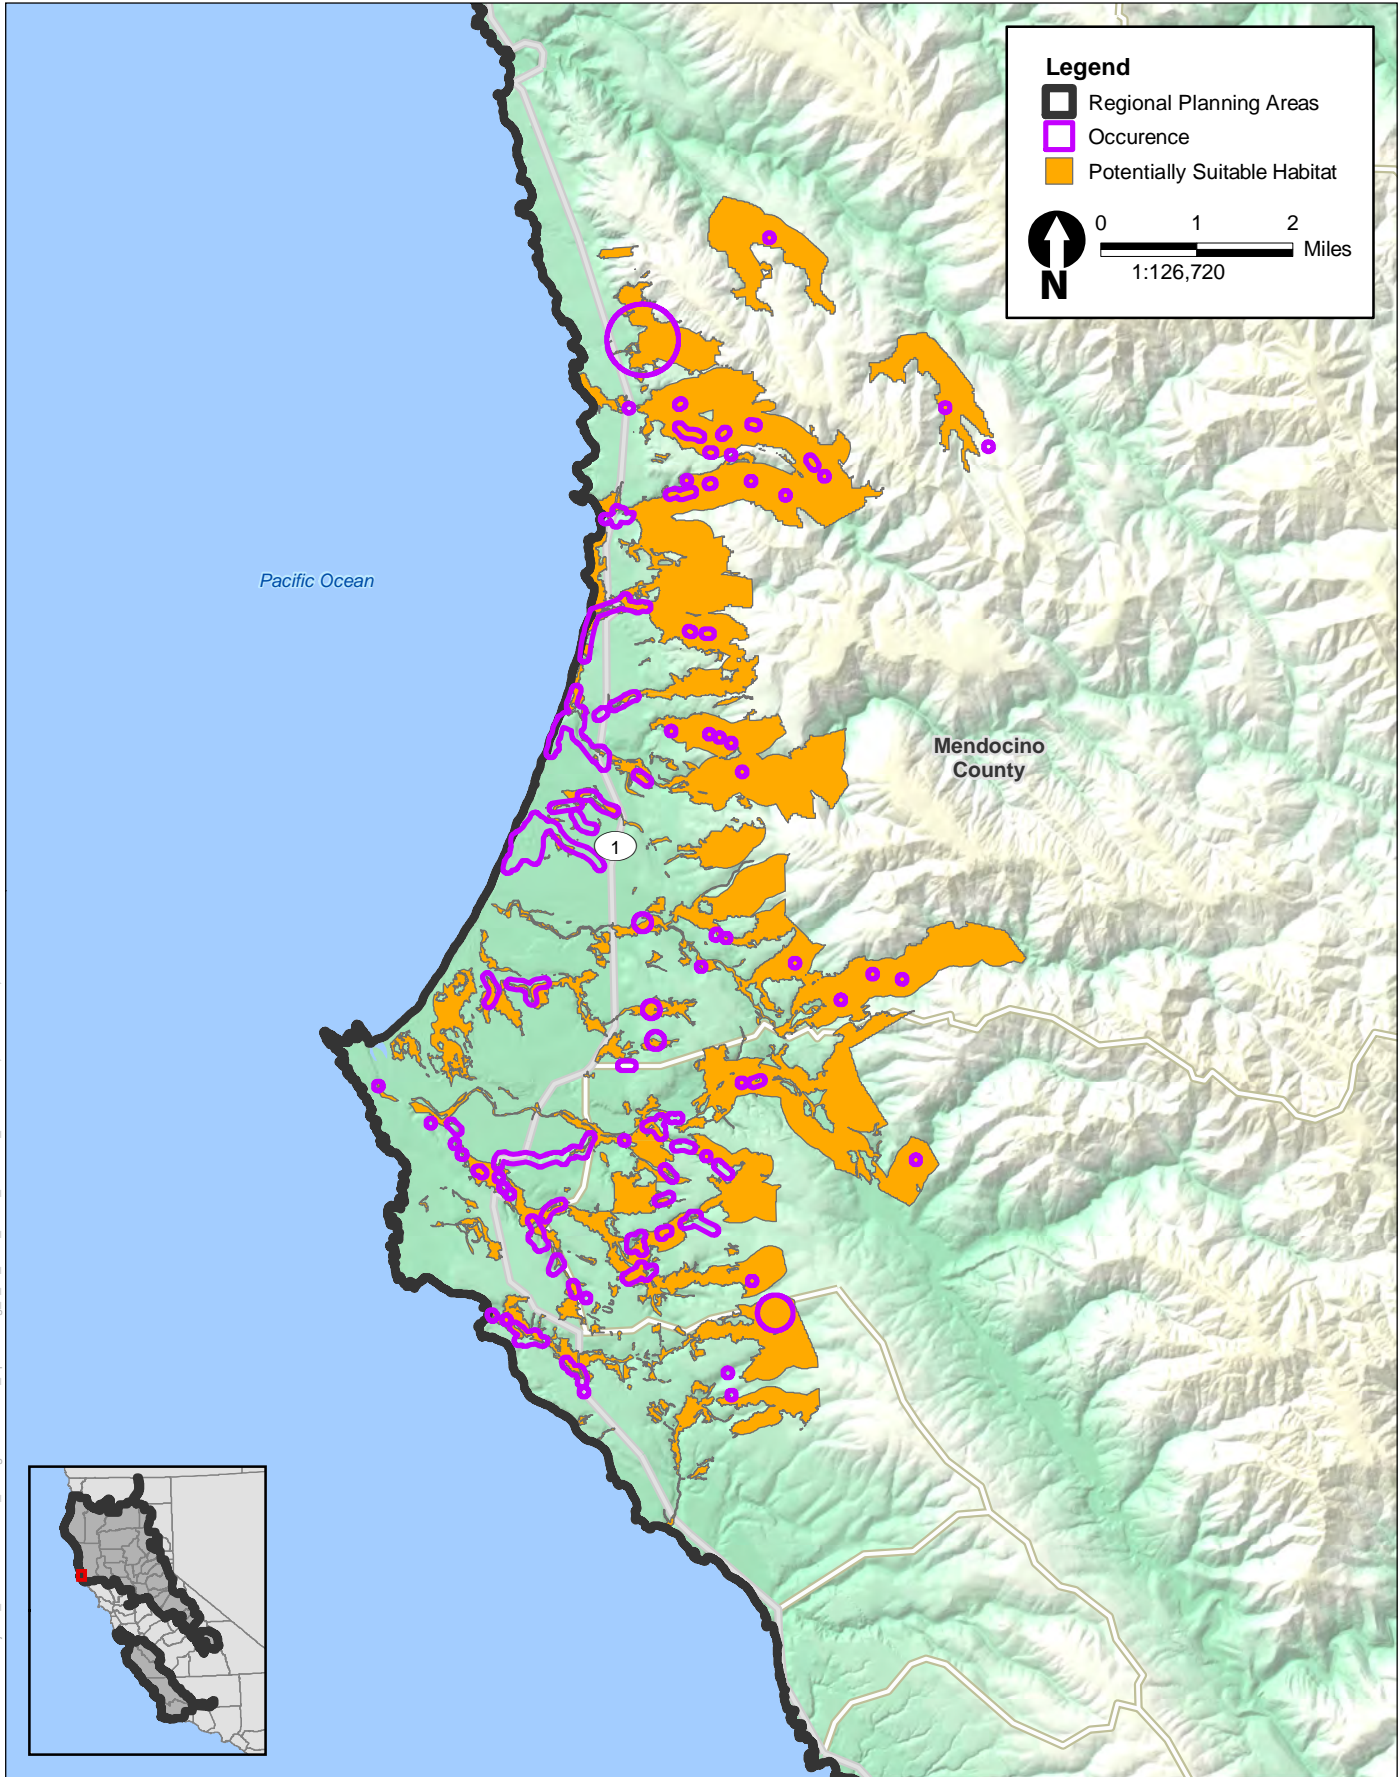 Legend
Regional Planning Areas
Occurence
Potentially Suitable Habitat
0 1 2
Miles
1:126,720
N
Pacific Ocean
Mendocino
County
1